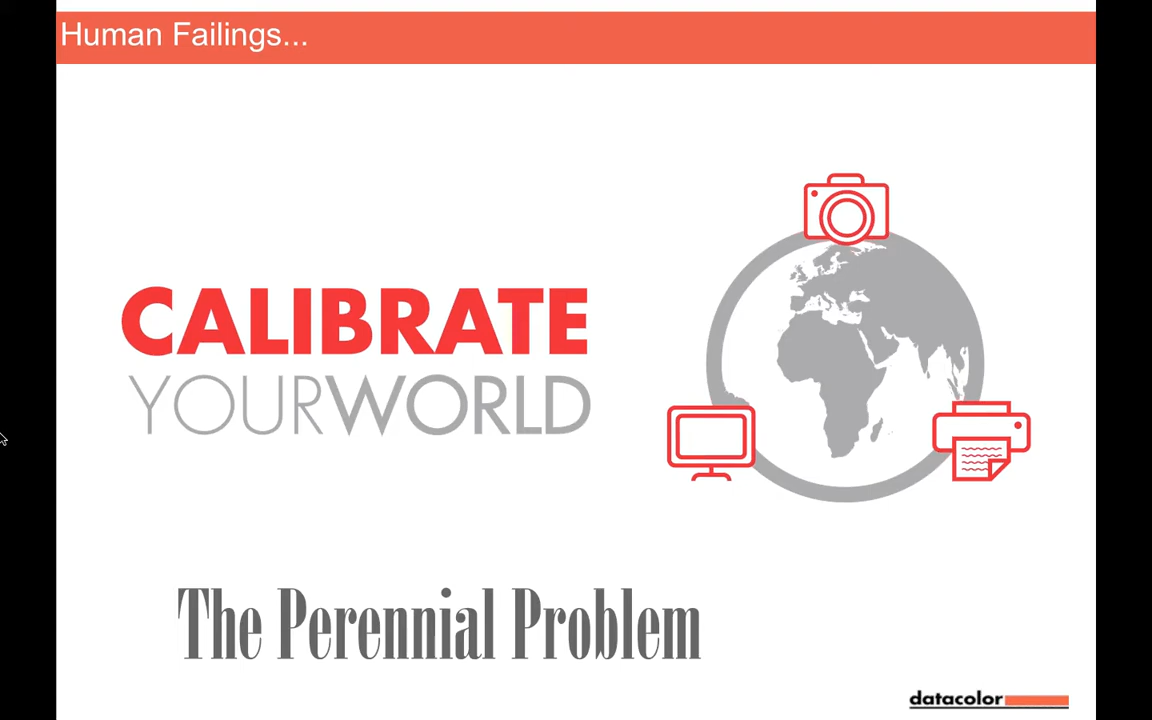 Human Failings...
CALIBRATE
YOURWORLD
The Perennial Problem
datacolor